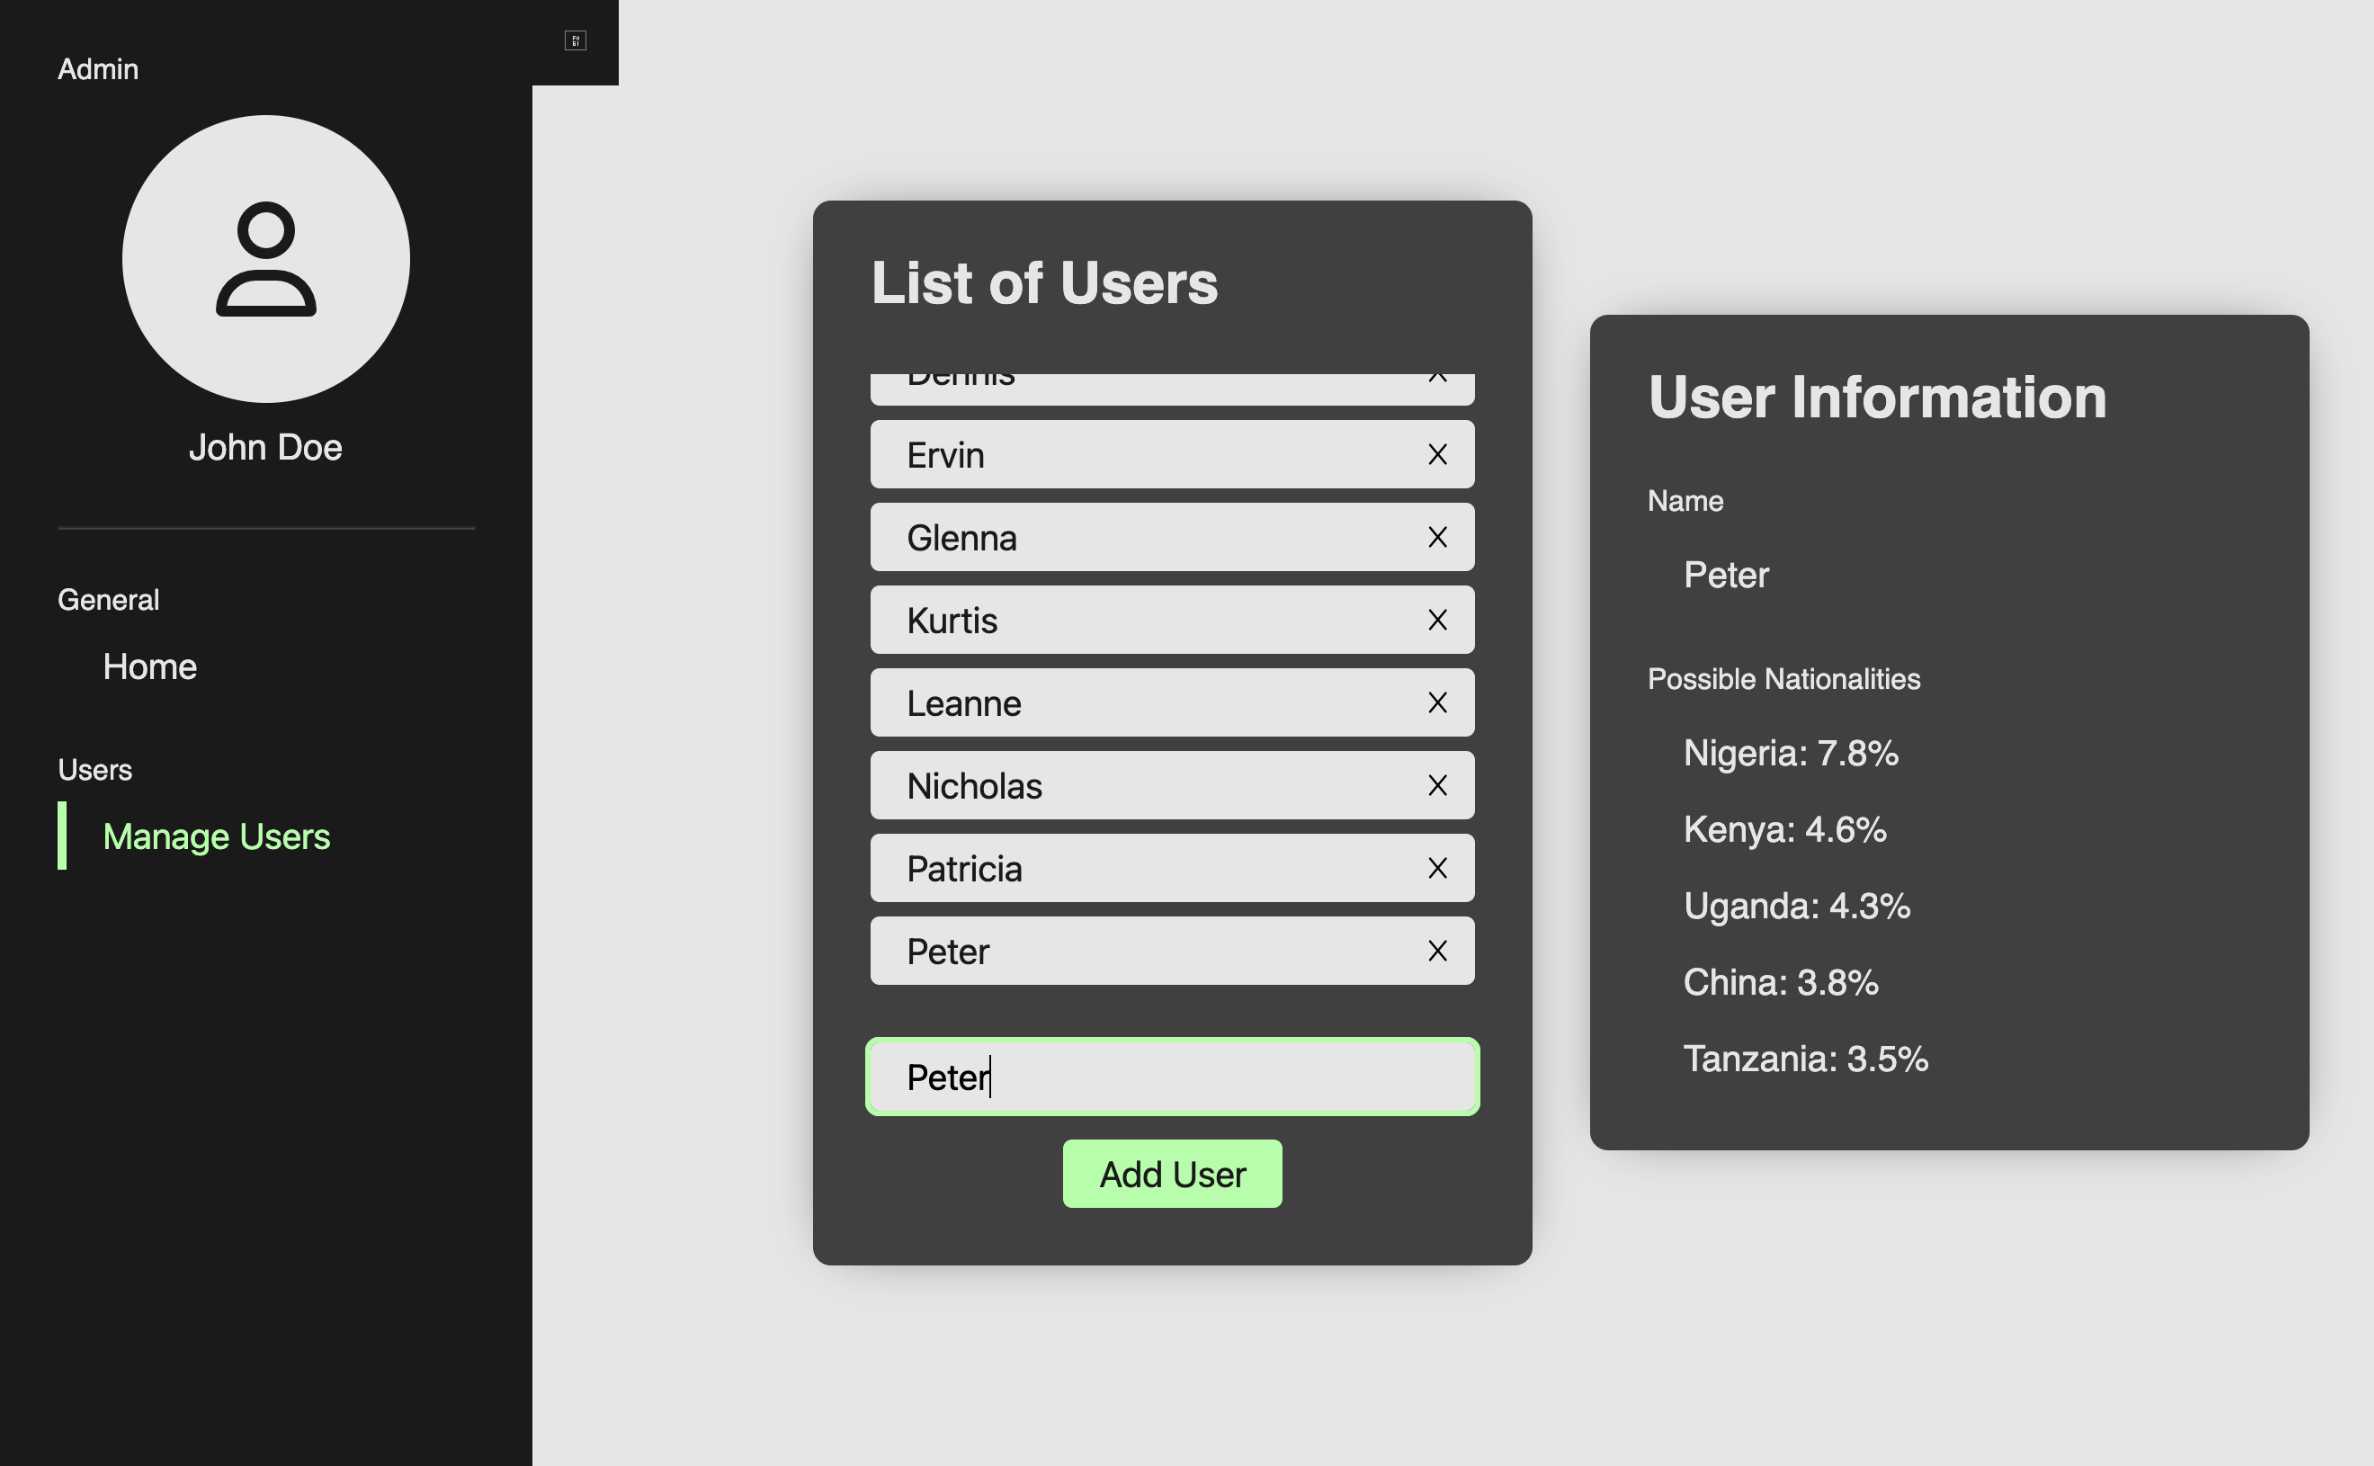 Admin
John Doe
General
Home
Users
Manage Users
List of Users
Dennis
Ervin
Glenna
Kurtis
Leanne
Nicholas
Patricia
Peter
Peter
Add User
User Information
Name
Peter
Possible Nationalities
Nigeria: 7.8%
Kenya: 4.6%
Uganda: 4.3%
China: 3.8%
Tanzania: 3.5%